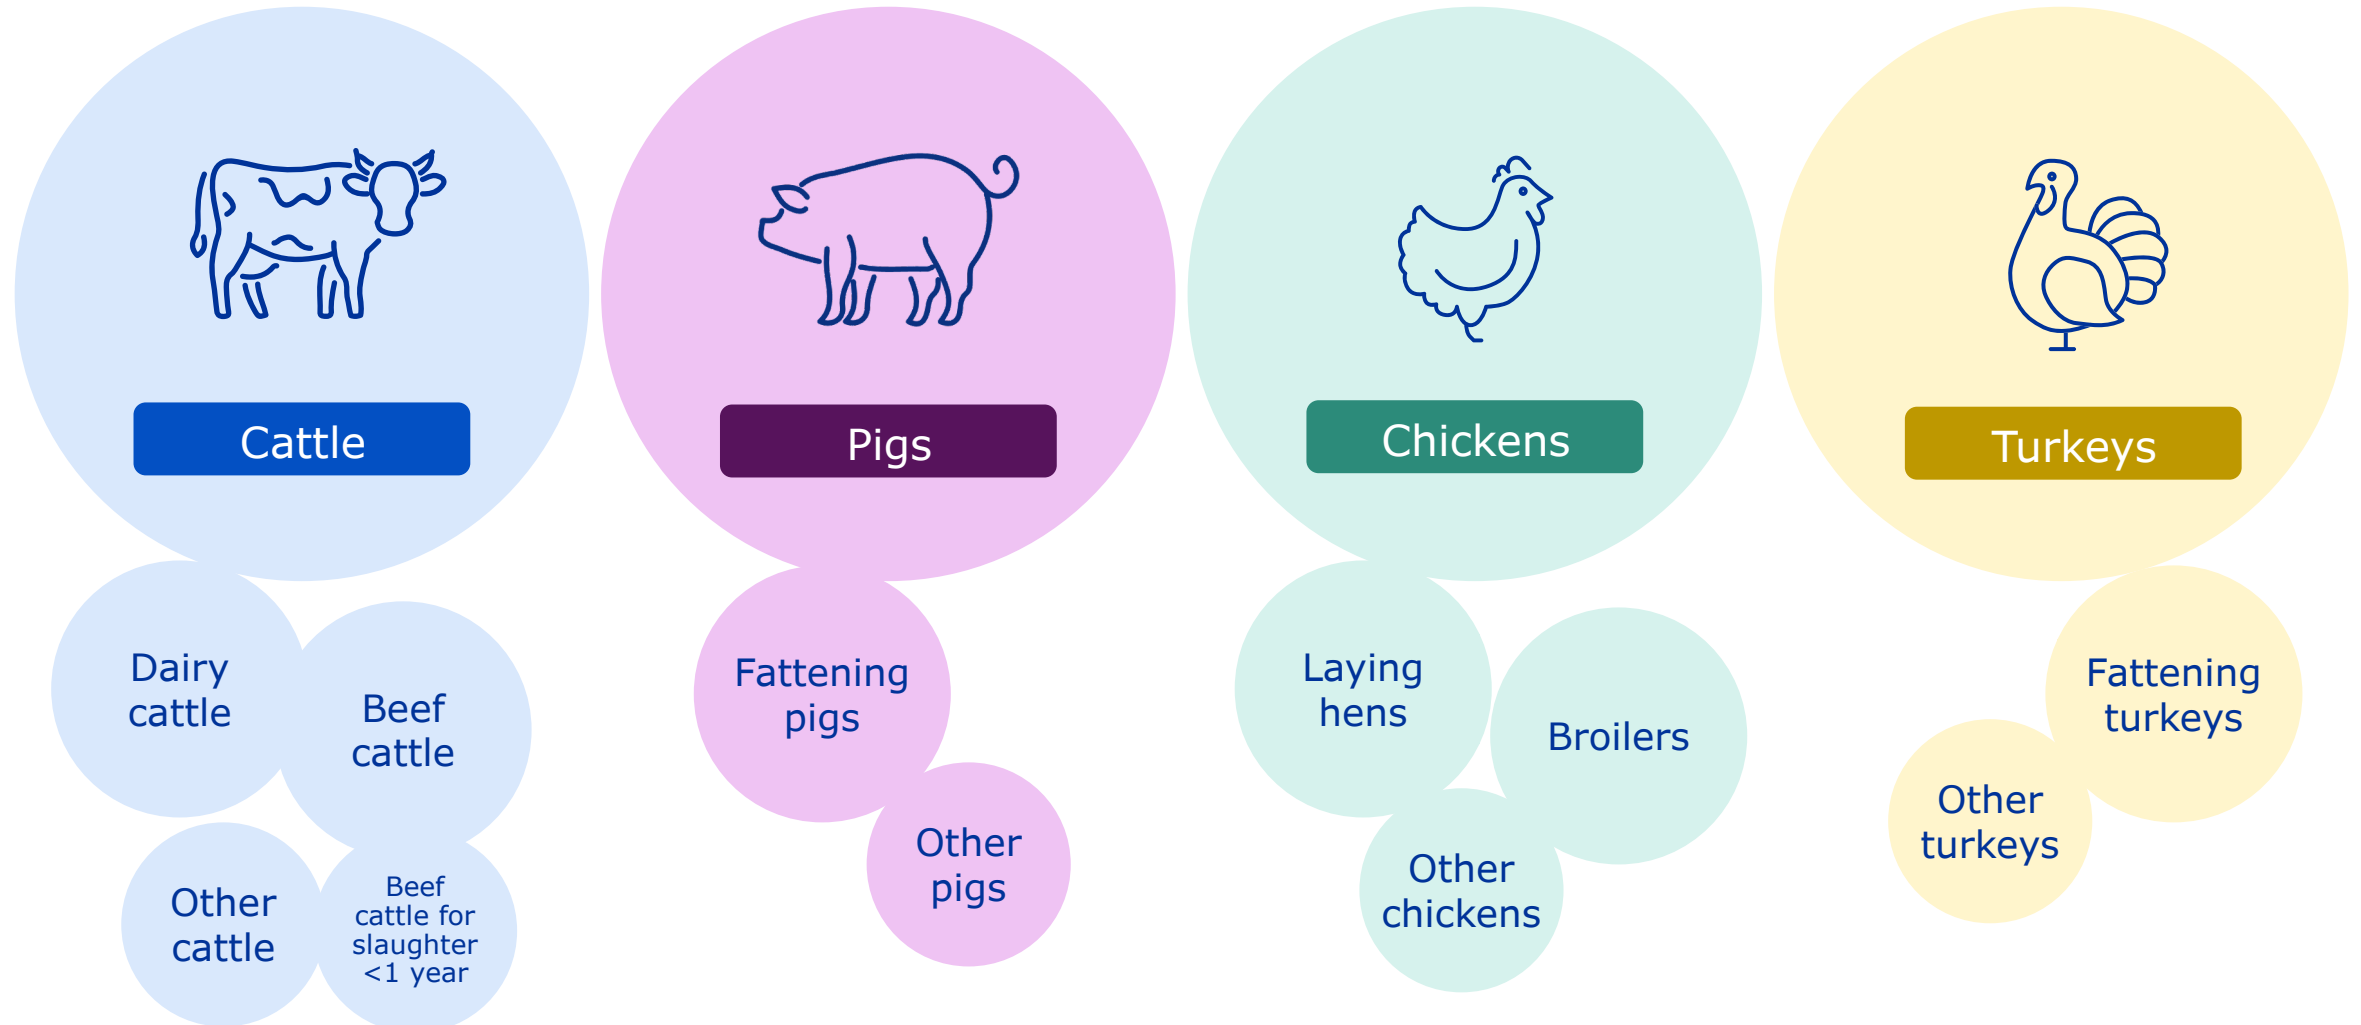 Cattle
Pigs
Chickens
Turkeys
Dairy
cattle
Beef
cattle
Other
cattle
Beef
cattle for
slaughter
<1 year
Fattening
pigs
Other
pigs
Laying
hens
Broilers
Other
chickens
Fattening
turkeys
Other
turkeys